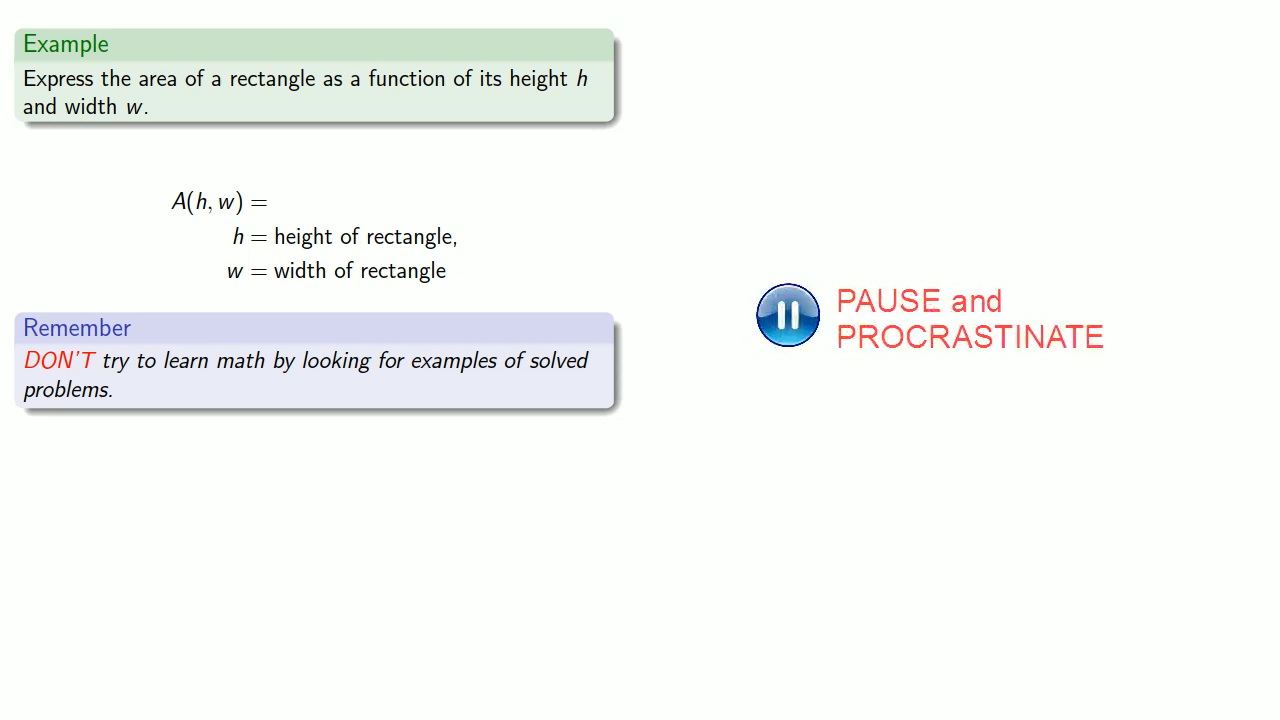 Example
Express the area of a rectangle as a function of its height h
and width w.
A(h, w) =
h = height of rectangle,
w = width of rectangle
Remember
DON'T try to learn math by looking for examples of solved
problems.
PAUSE and
PROCRASTINATE